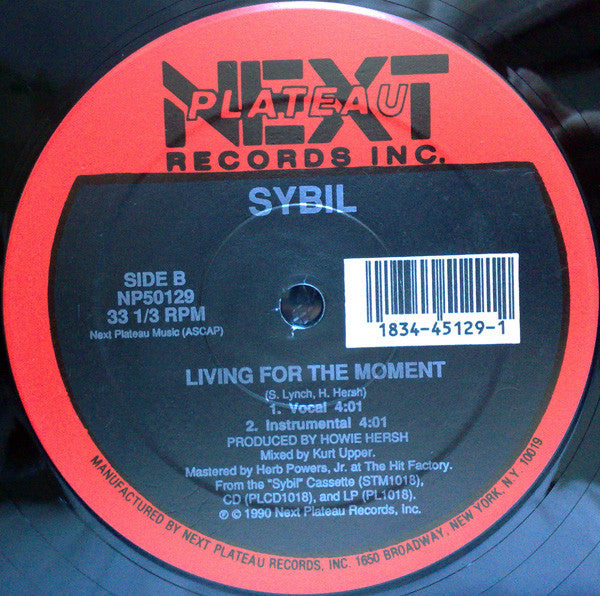 NEXT
PLATEAU
RECORDS INC.
SYBIL
SIDE B
NP50129
33 1/3 RPM
Next Plateau Music (ASCAP)
1834-45129-1
LIVING FOR THE MOMENT
(S. Lynch, H. Hersh)
1. Vocal 4:01
2. Instrumental 4:01
PRODUCED BY HOWIE HERSH
Mixed by Kurt Upper.
Mastered by Herb Powers, Jr. at The Hit Factory.
From the "Sybil" Cassette (STM1018),
CD (PLCD1018), and LP (PL1018).
℗ © 1990 Next Plateau Records, Inc.
MANUFACTURED BY NEXT PLATEAU RECORDS, INC. 1650 BROADWAY, NEW YORK, N.Y. 10019